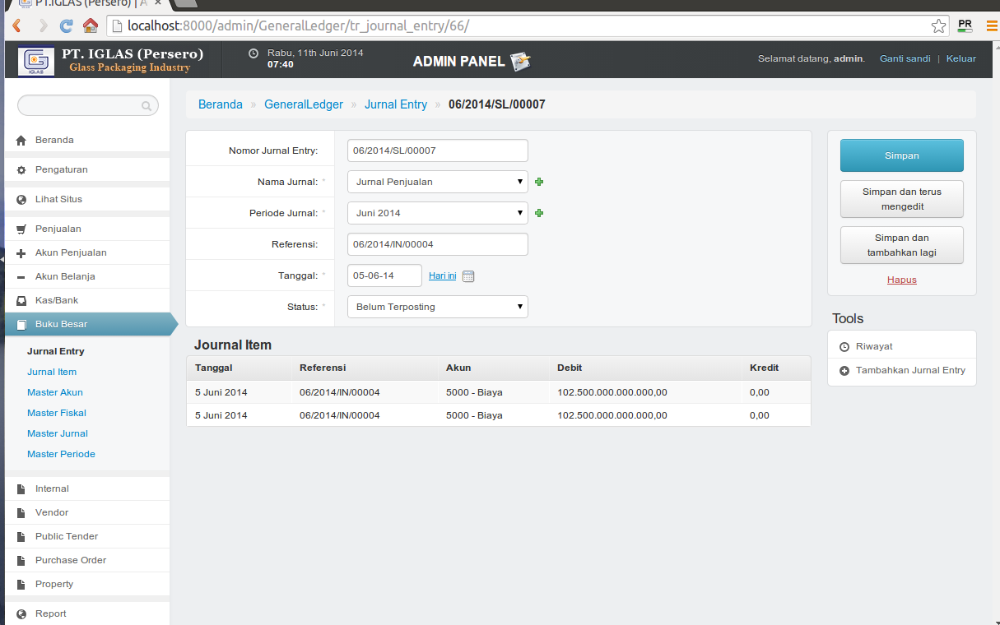 PT.IGLAS (Persero) | A
localhost:8000/admin/GeneralLedger/tr_journal_entry/66/
PR
IGLAS
PT. IGLAS (Persero)
Glass Packaging Industry
Rabu, 11th Juni 2014
07:40
ADMIN PANEL
Selamat datang, admin. Ganti sandi | Keluar
Beranda
Pengaturan
Lihat Situs
Penjualan
Akun Penjualan
Akun Belanja
Kas/Bank
Buku Besar
Jurnal Entry
Jurnal Item
Master Akun
Master Fiskal
Master Jurnal
Master Periode
Internal
Vendor
Public Tender
Purchase Order
Property
Report
Beranda » GeneralLedger » Jurnal Entry » 06/2014/SL/00007
Nomor Jurnal Entry: 06/2014/SL/00007
Nama Jurnal: * Jurnal Penjualan
Periode Jurnal: * Juni 2014
Referensi: 06/2014/IN/00004
Tanggal: * 05-06-14 Hari ini
Status: * Belum Terposting
Journal Item
Tanggal Referensi Akun Debit Kredit
5 Juni 2014 06/2014/IN/00004 5000 - Biaya 102.500.000.000.000,00 0,00
5 Juni 2014 06/2014/IN/00004 5000 - Biaya 102.500.000.000.000,00 0,00
Simpan
Simpan dan terus
mengedit
Simpan dan
tambahkan lagi
Hapus
Tools
Riwayat
Tambahkan Jurnal Entry